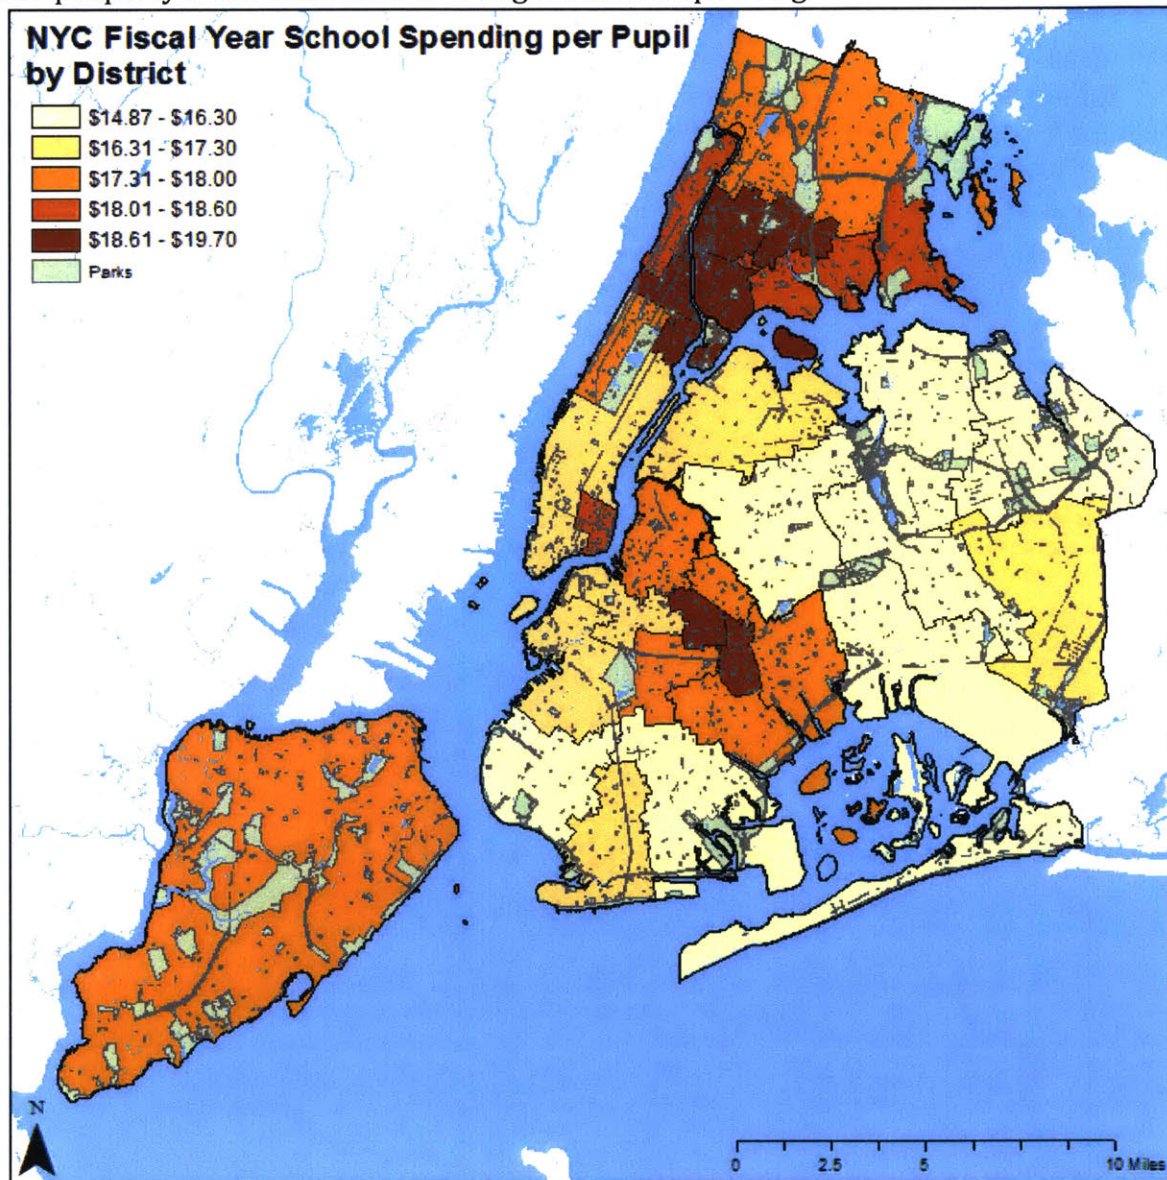 NYC Fiscal Year School Spending per Pupil
by District
$14.87 - $16.30
$16.31 - $17.30
$17.31 - $18.00
$18.01 - $18.60
$18.61 - $19.70
Parks
N
0 2.5 5 10 Miles